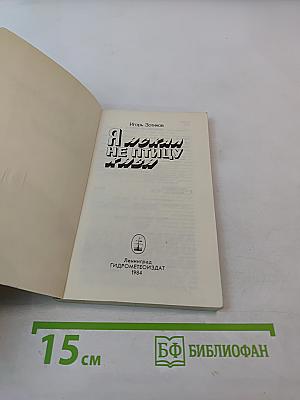 Игорь Зотиков
Я ИСКАЛ
НЕ ПТИЦУ
КИВИ
Ленинград
ГИДРОМЕТЕОИЗДАТ
1984
15 см
БФ БИБЛИОФАН